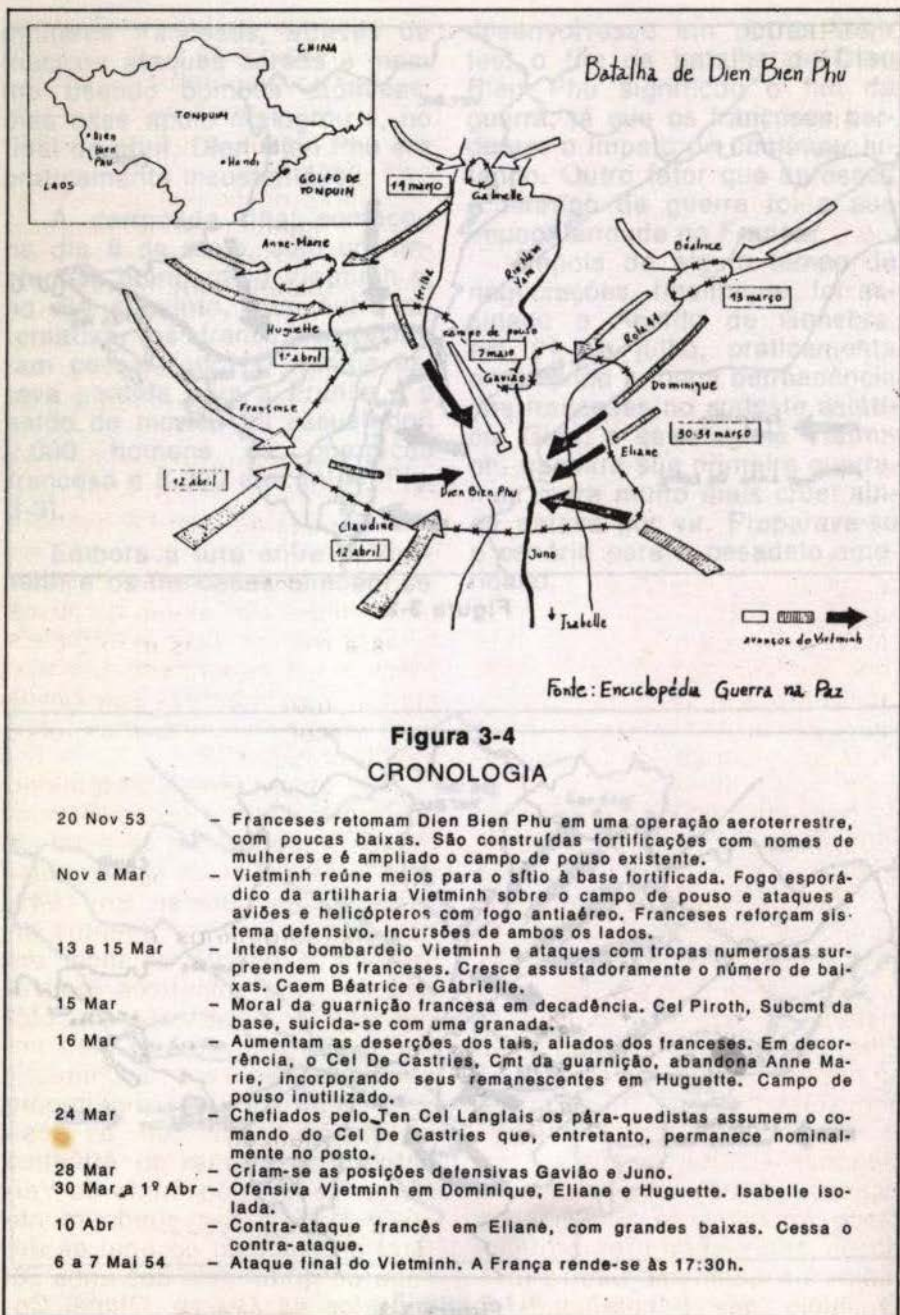 CHINA
TONQUIM
Dien
Bien
Phu
Hanói
LAOS
GOLFO DE
TONQUIN
Batalha de Dien Bien Phu
14 março
Gabrielle
Anne-Marie
Béatrice
13 março
trilha
Rio
Yam
Huguette
1º abril
campo de pouso
7 maio
Gavião
Rota 41
Dominique
Françoise
30-31 março
Eliane
12 abril
Dien Bien Phu
Claudine
12 abril
Juno
Isabelle
avanços do Vietminh
Fonte: Enciclopédia Guerra na Paz
Figura 3-4
CRONOLOGIA
20 Nov 53 – Franceses retomam Dien Bien Phu em uma operação aeroterrestre,
com poucas baixas. São construídas fortificações com nomes de
mulheres e é ampliado o campo de pouso existente.
Nov a Mar – Vietminh reúne meios para o sítio à base fortificada. Fogo esporá-
dico da artilharia Vietminh sobre o campo de pouso e ataques a
aviões e helicópteros com fogo antiaéreo. Franceses reforçam sis-
tema defensivo. Incursões de ambos os lados.
13 a 15 Mar – Intenso bombardeio Vietminh e ataques com tropas numerosas sur-
preendem os franceses. Cresce assustadoramente o número de bai-
xas. Caem Béatrice e Gabrielle.
15 Mar – Moral da guarnição francesa em decadência. Cel Piroth, Subcmt da
base, suicida-se com uma granada.
16 Mar – Aumentam as deserções dos tais, aliados dos franceses. Em decor-
rência, o Cel De Castries, Cmt da guarnição, abandona Anne Ma-
rie, incorporando seus remanescentes em Huguette. Campo de
pouso inutilizado.
24 Mar – Chefiados pelo Ten Cel Langlais os pára-quedistas assumem o co-
mando do Cel De Castries que, entretanto, permanece nominal-
mente no posto.
28 Mar – Criam-se as posições defensivas Gavião e Juno.
30 Mar a 1º Abr – Ofensiva Vietminh em Dominique, Eliane e Huguette. Isabelle iso-
lada.
10 Abr – Contra-ataque francês em Eliane, com grandes baixas. Cessa o
contra-ataque.
6 a 7 Mai 54 – Ataque final do Vietminh. A França rende-se às 17:30h.